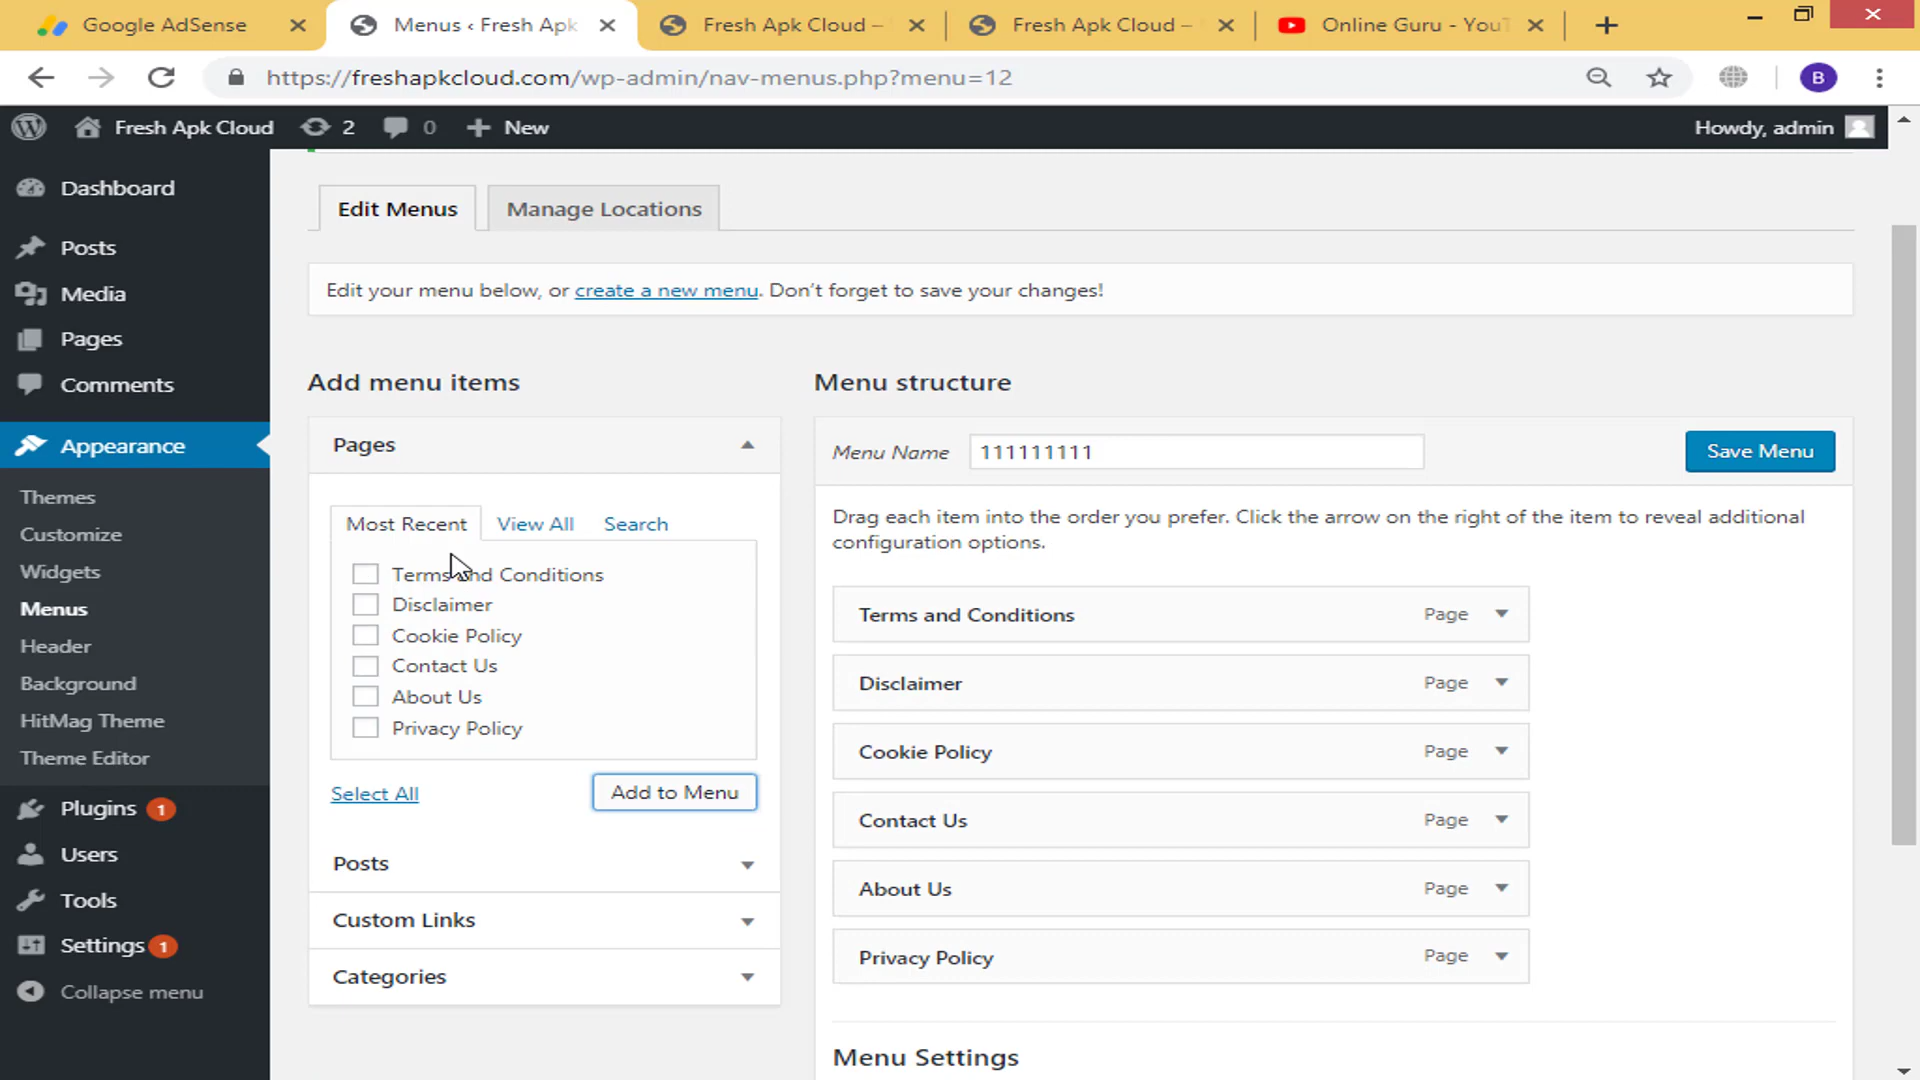 Google AdSense
Menus ‹ Fresh Apk
Fresh Apk Cloud –
Fresh Apk Cloud –
Online Guru - YouT
https://freshapkcloud.com/wp-admin/nav-menus.php?menu=12
B
Fresh Apk Cloud
2
0
New
Howdy, admin
Dashboard
Posts
Media
Pages
Comments
Appearance
Themes
Customize
Widgets
Menus
Header
Background
HitMag Theme
Theme Editor
Plugins 1
Users
Tools
Settings 1
Collapse menu
Edit Menus
Manage Locations
Edit your menu below, or create a new menu. Don't forget to save your changes!
Add menu items
Pages
Most Recent
View All
Search
Terms and Conditions
Disclaimer
Cookie Policy
Contact Us
About Us
Privacy Policy
Select All
Add to Menu
Posts
Custom Links
Categories
Menu structure
Menu Name
111111111
Save Menu
Drag each item into the order you prefer. Click the arrow on the right of the item to reveal additional
configuration options.
Terms and Conditions Page
Disclaimer Page
Cookie Policy Page
Contact Us Page
About Us Page
Privacy Policy Page
Menu Settings